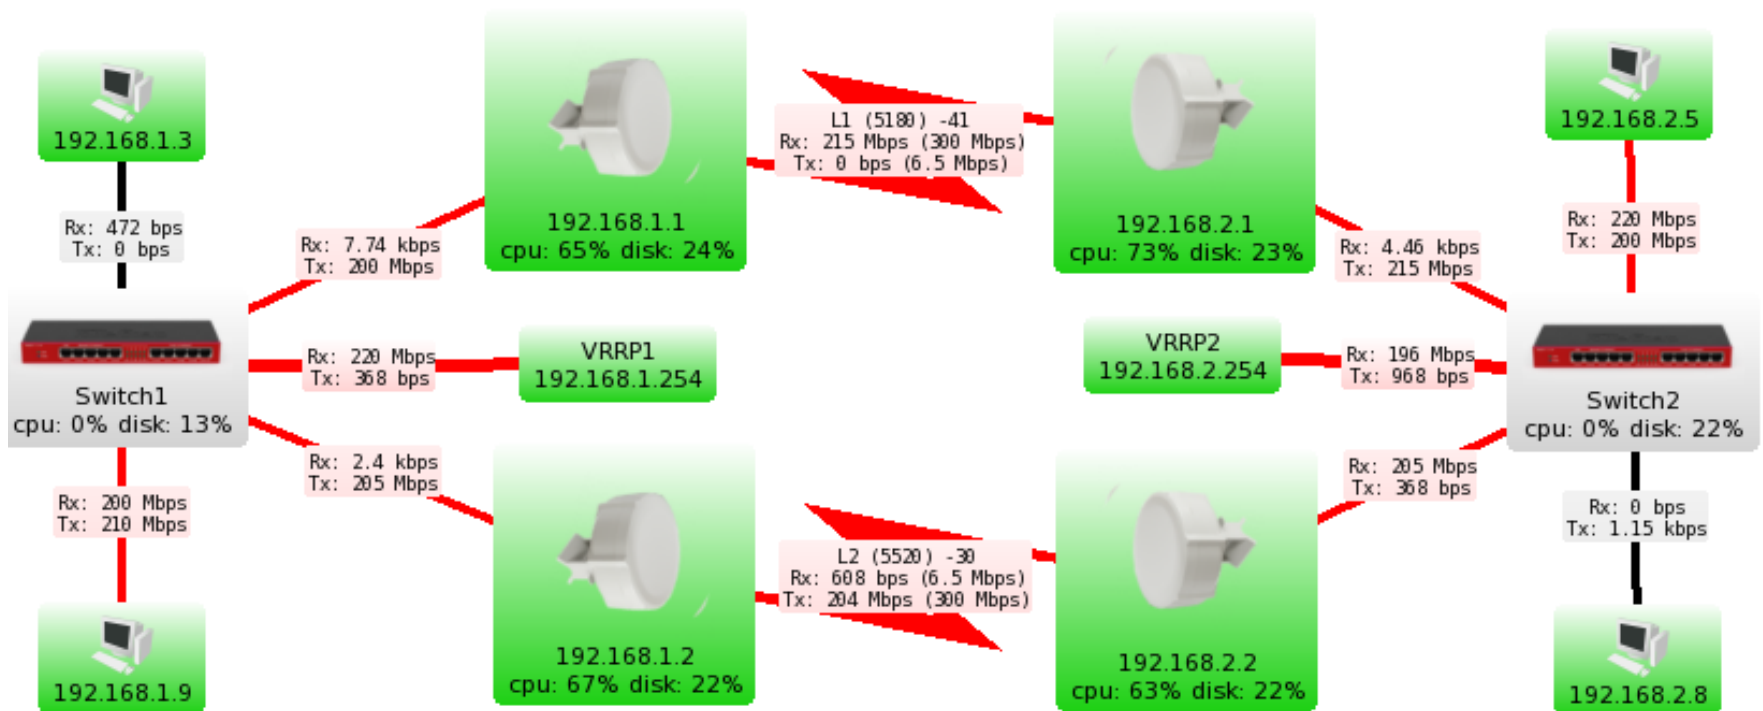 192.168.1.3
Rx: 472 bps
Tx: 0 bps
Rx: 7.74 kbps
Tx: 200 Mbps
192.168.1.1
cpu: 65% disk: 24%
L1 (5180) -41
Rx: 215 Mbps (300 Mbps)
Tx: 0 bps (6.5 Mbps)
192.168.2.1
cpu: 73% disk: 23%
192.168.2.5
Rx: 220 Mbps
Tx: 200 Mbps
Rx: 4.46 kbps
Tx: 215 Mbps
Switch1
cpu: 0% disk: 13%
Rx: 220 Mbps
Tx: 368 bps
VRRP1
192.168.1.254
VRRP2
192.168.2.254
Rx: 196 Mbps
Tx: 968 bps
Switch2
cpu: 0% disk: 22%
Rx: 200 Mbps
Tx: 210 Mbps
192.168.1.9
Rx: 2.4 kbps
Tx: 205 Mbps
192.168.1.2
cpu: 67% disk: 22%
L2 (5520) -30
Rx: 608 bps (6.5 Mbps)
Tx: 204 Mbps (300 Mbps)
192.168.2.2
cpu: 63% disk: 22%
Rx: 205 Mbps
Tx: 368 bps
Rx: 0 bps
Tx: 1.15 kbps
192.168.2.8